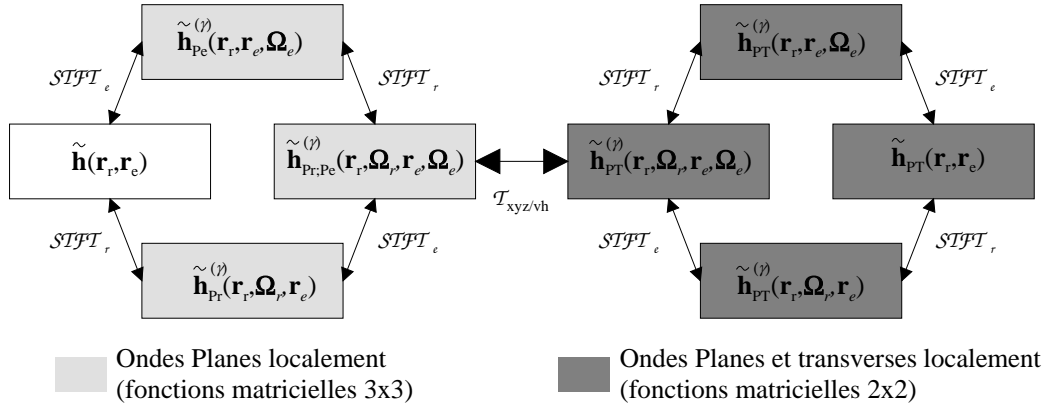 h̃_Pe^(γ)(r_r,r_e,Ω_e)
h̃_PT^(γ)(r_r,r_e,Ω_e)
STFT_e
STFT_r
STFT_r
STFT_e
h̃(r_r,r_e)
h̃_Pr;Pe^(γ)(r_r,Ω_r,r_e,Ω_e)
h̃_PT^(γ)(r_r,Ω_r,r_e,Ω_e)
h̃_PT(r_r,r_e)
T_xyz/vh
STFT_r
STFT_e
STFT_e
STFT_r
h̃_Pr^(γ)(r_r,Ω_r,r_e)
h̃_PT^(γ)(r_r,Ω_r,r_e)
Ondes Planes localement
(fonctions matricielles 3x3)
Ondes Planes et transverses localement
(fonctions matricielles 2x2)